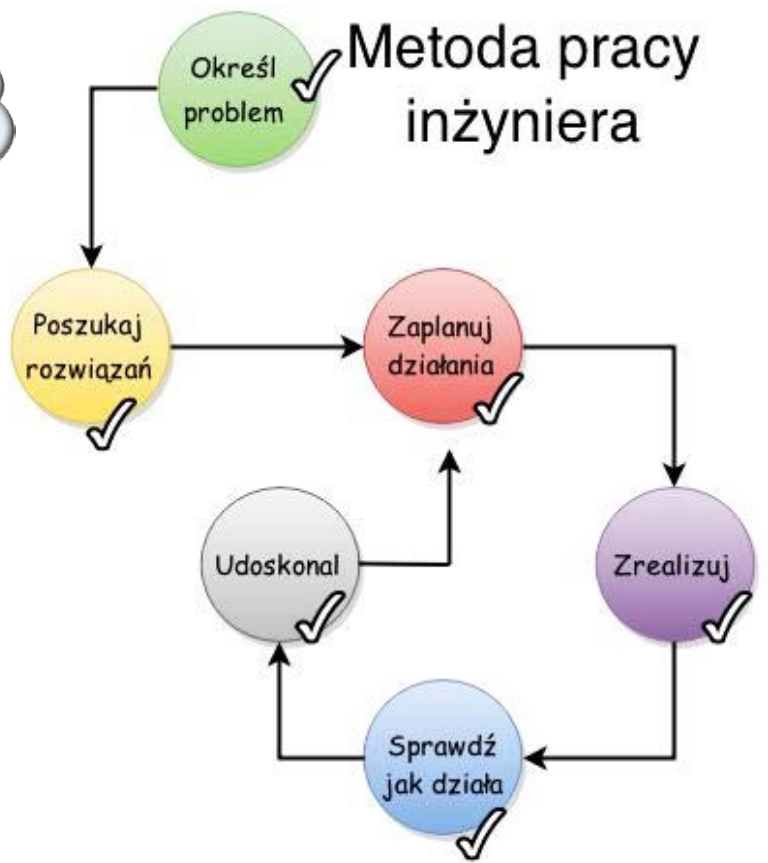 Metoda pracy
inżyniera
Określ
problem
Poszukaj
rozwiązań
Zaplanuj
działania
Udoskonal
Zrealizuj
Sprawdź
jak działa